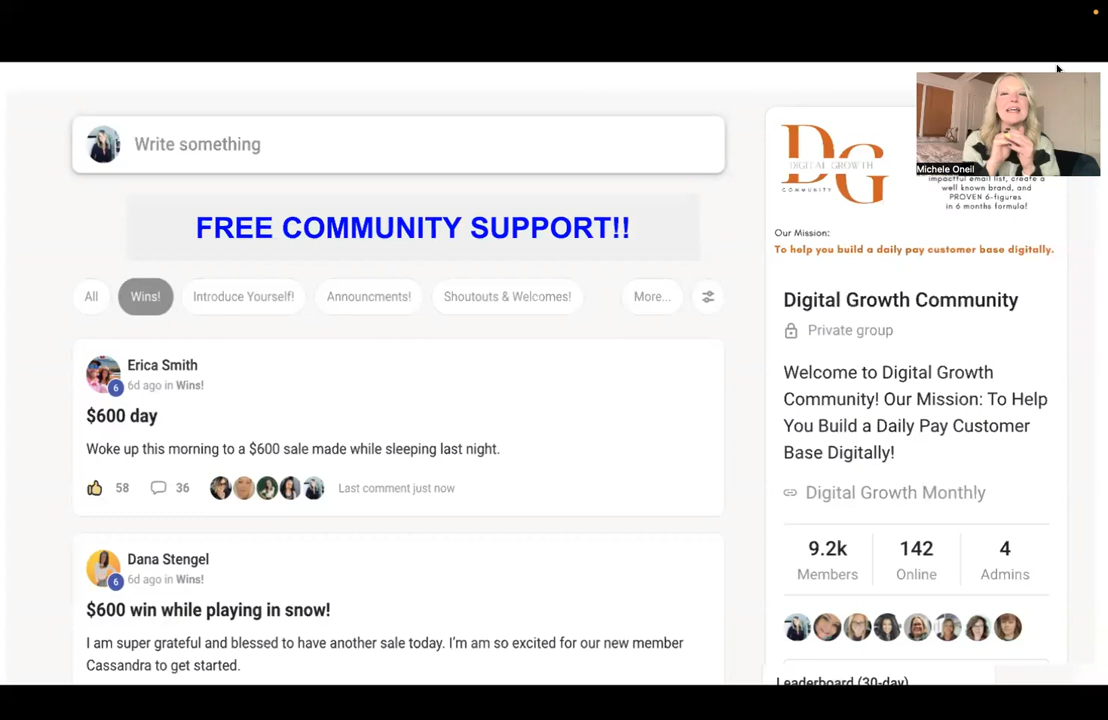 Write something
FREE COMMUNITY SUPPORT!!
All
Wins!
Introduce Yourself!
Announcments!
Shoutouts & Welcomes!
More...
Erica Smith
6
6d ago in Wins!
$600 day
Woke up this morning to a $600 sale made while sleeping last night.
58
36
Last comment just now
Dana Stengel
6
6d ago in Wins!
$600 win while playing in snow!
I am super grateful and blessed to have another sale today. I'm am so excited for our new member
Cassandra to get started.
Michele Oneil
DG
DIGITAL GROWTH
COMMUNITY
impactful email list, create a
well known brand, and
PROVEN 6-figures
in 6 months formula!
Our Mission:
To help you build a daily pay customer base digitally.
Digital Growth Community
Private group
Welcome to Digital Growth
Community! Our Mission: To Help
You Build a Daily Pay Customer
Base Digitally!
Digital Growth Monthly
9.2k
Members
142
Online
4
Admins
Leaderboard (30-day)